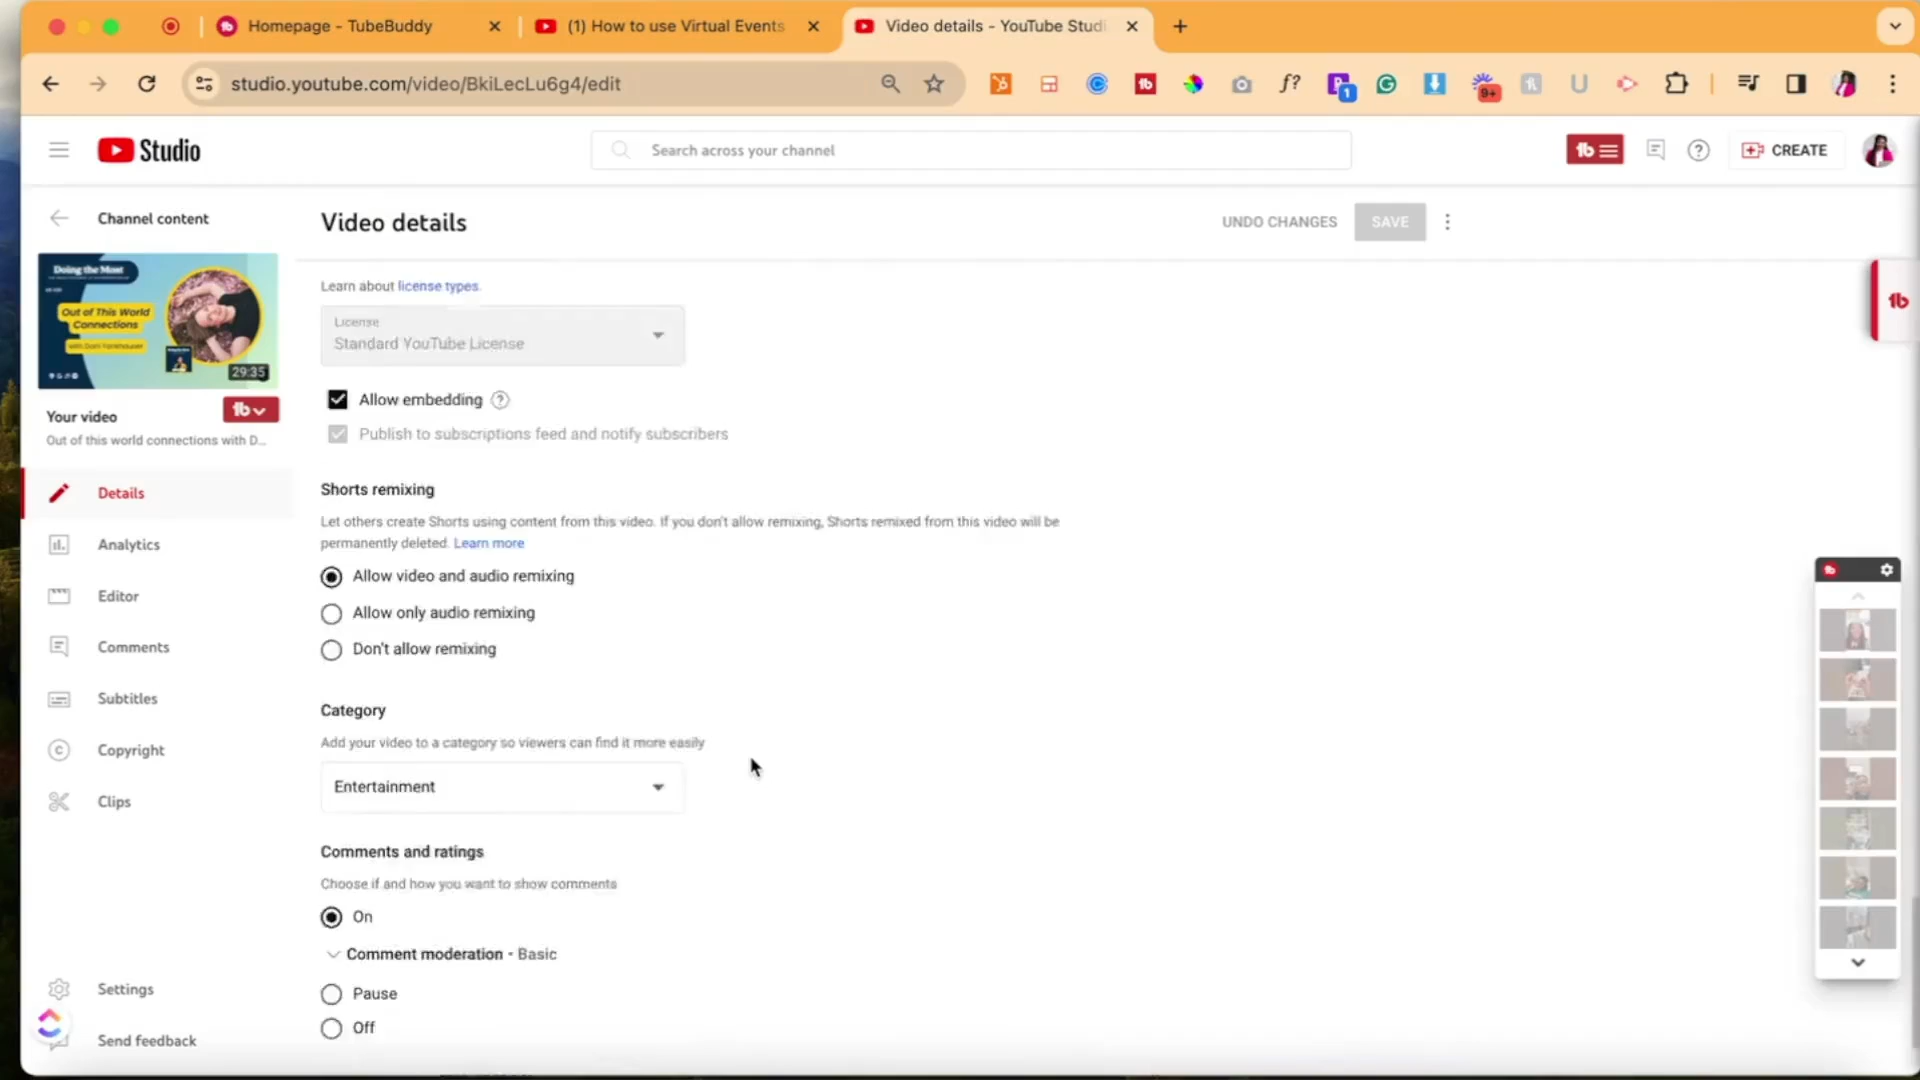 Homepage - TubeBuddy
(1) How to use Virtual Events
Video details - YouTube Studi
studio.youtube.com/video/BkiLecLu6g4/edit
f?
1
9+
Studio
Search across your channel
CREATE
Channel content
Video details
UNDO CHANGES
SAVE
Doing the Most
Out of This World
Connections
29:35
Your video
Out of this world connections with D...
Details
Analytics
Editor
Comments
Subtitles
Copyright
Clips
Settings
Send feedback
Learn about license types.
License
Standard YouTube License
Allow embedding
Publish to subscriptions feed and notify subscribers
Shorts remixing
Let others create Shorts using content from this video. If you don't allow remixing, Shorts remixed from this video will be
permanently deleted. Learn more
Allow video and audio remixing
Allow only audio remixing
Don't allow remixing
Category
Add your video to a category so viewers can find it more easily
Entertainment
Comments and ratings
Choose if and how you want to show comments
On
Comment moderation - Basic
Pause
Off